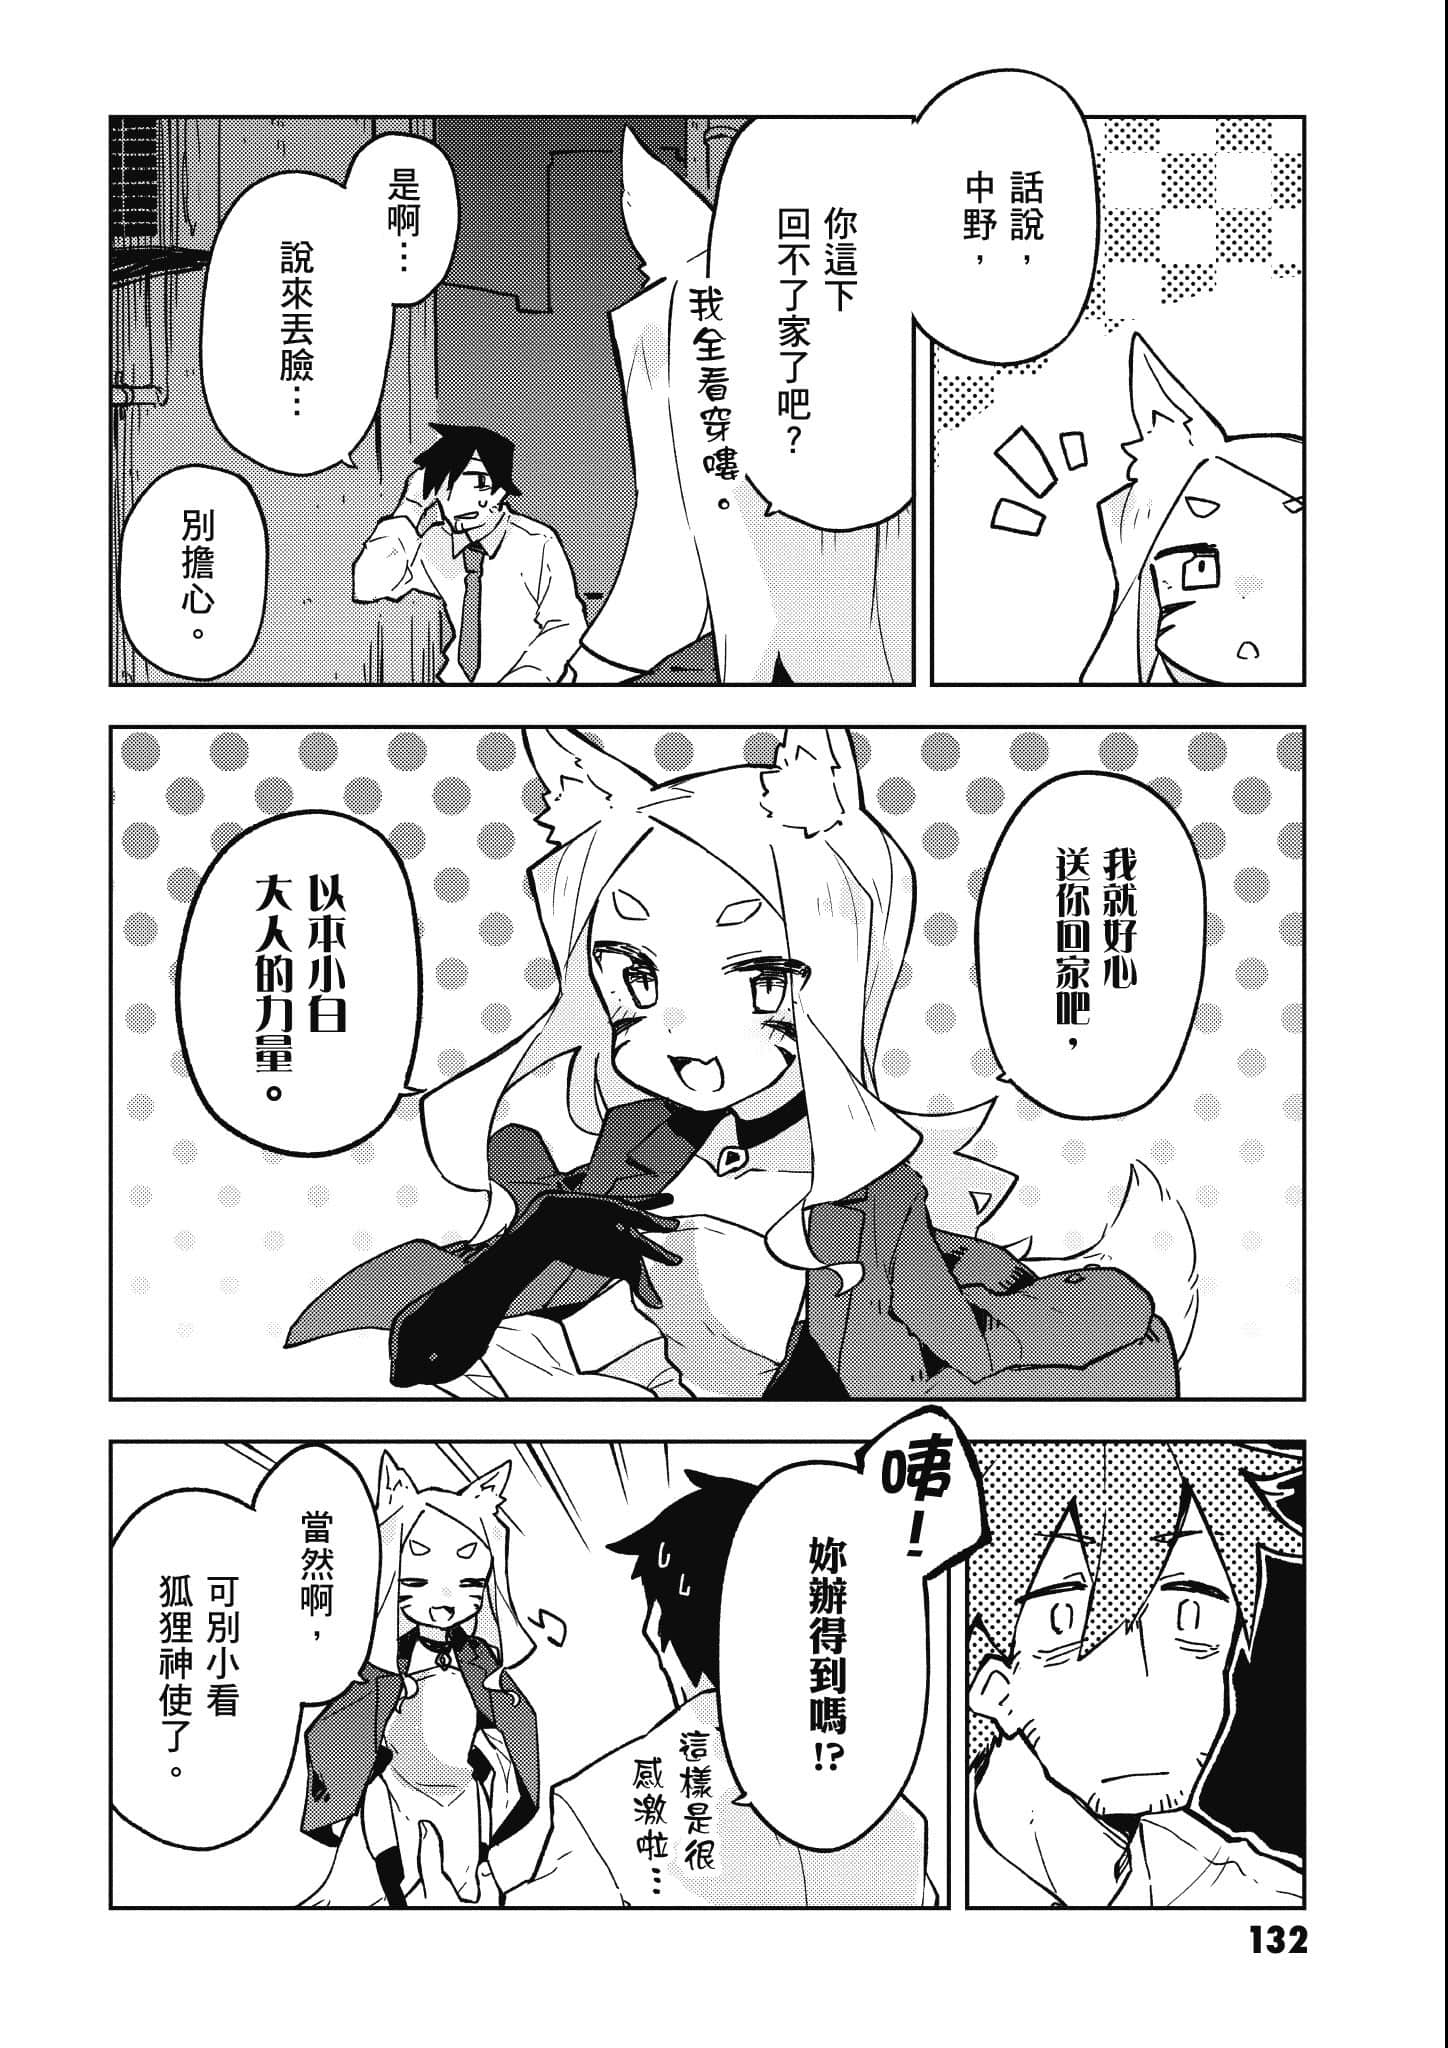 話說，
中野，
你這下
回不了家了吧？
我全看穿嘍。
是啊…
說來丟臉…
別擔心。
我就好心
送你回家吧，
以本小白
大人的力量。
咦！
妳辦得到嗎！？
這樣是很
感激啦…
當然啊，
可別小看
狐狸神使了。
132